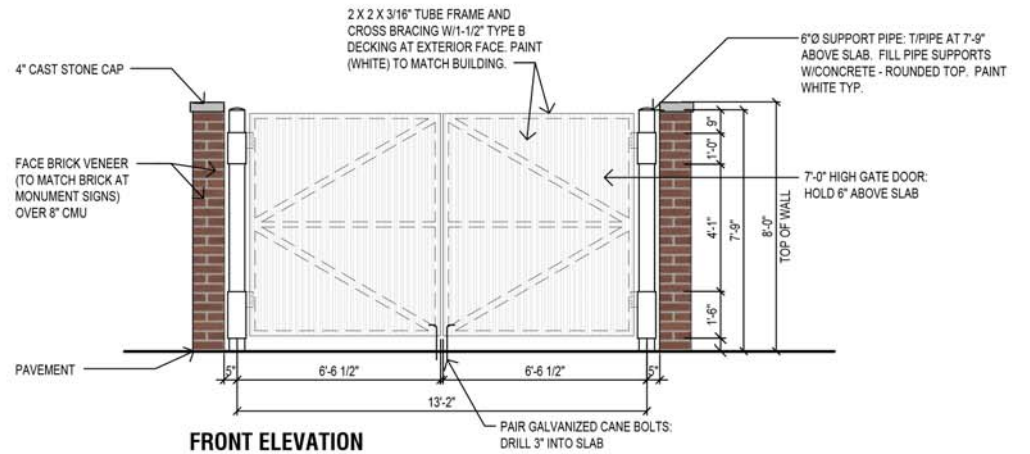 2 X 2 X 3/16" TUBE FRAME AND
CROSS BRACING W/1-1/2" TYPE B
DECKING AT EXTERIOR FACE. PAINT
(WHITE) TO MATCH BUILDING.
6"Ø SUPPORT PIPE: T/PIPE AT 7'-9"
ABOVE SLAB. FILL PIPE SUPPORTS
W/CONCRETE - ROUNDED TOP. PAINT
WHITE TYP.
4" CAST STONE CAP
FACE BRICK VENEER
(TO MATCH BRICK AT
MONUMENT SIGNS)
OVER 8" CMU
7'-0" HIGH GATE DOOR:
HOLD 6" ABOVE SLAB
9"
1'-0"
4'-1"
1'-6"
7'-9"
8'-0"
TOP OF WALL
PAVEMENT
5"
6'-6 1/2"
6'-6 1/2"
5"
13'-2"
PAIR GALVANIZED CANE BOLTS:
DRILL 3" INTO SLAB
FRONT ELEVATION